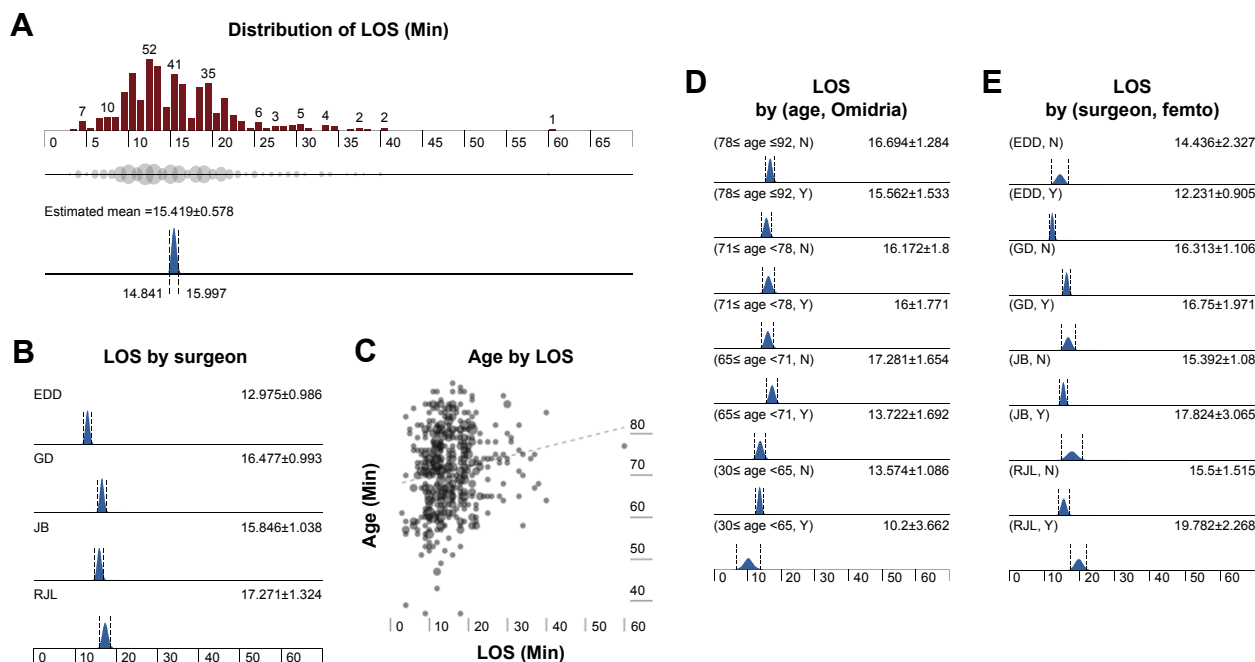 A
Distribution of LOS (Min)
52
41
35
7
10
6
3
5
4
2
2
1
0 5 10 15 20 25 30 35 40 45 50 55 60 65
Estimated mean =15.419±0.578
14.841 15.997
B
LOS by surgeon
EDD 12.975±0.986
GD 16.477±0.993
JB 15.846±1.038
RJL 17.271±1.324
0 10 20 30 40 50 60
C
Age by LOS
Age (Min)
80
70
60
50
40
0 10 20 30 40 50 60
LOS (Min)
D
LOS
by (age, Omidria)
(78≤ age ≤92, N) 16.694±1.284
(78≤ age ≤92, Y) 15.562±1.533
(71≤ age <78, N) 16.172±1.8
(71≤ age <78, Y) 16±1.771
(65≤ age <71, N) 17.281±1.654
(65≤ age <71, Y) 13.722±1.692
(30≤ age <65, N) 13.574±1.086
(30≤ age <65, Y) 10.2±3.662
0 10 20 30 40 50 60
E
LOS
by (surgeon, femto)
(EDD, N) 14.436±2.327
(EDD, Y) 12.231±0.905
(GD, N) 16.313±1.106
(GD, Y) 16.75±1.971
(JB, N) 15.392±1.08
(JB, Y) 17.824±3.065
(RJL, N) 15.5±1.515
(RJL, Y) 19.782±2.268
0 10 20 30 40 50 60